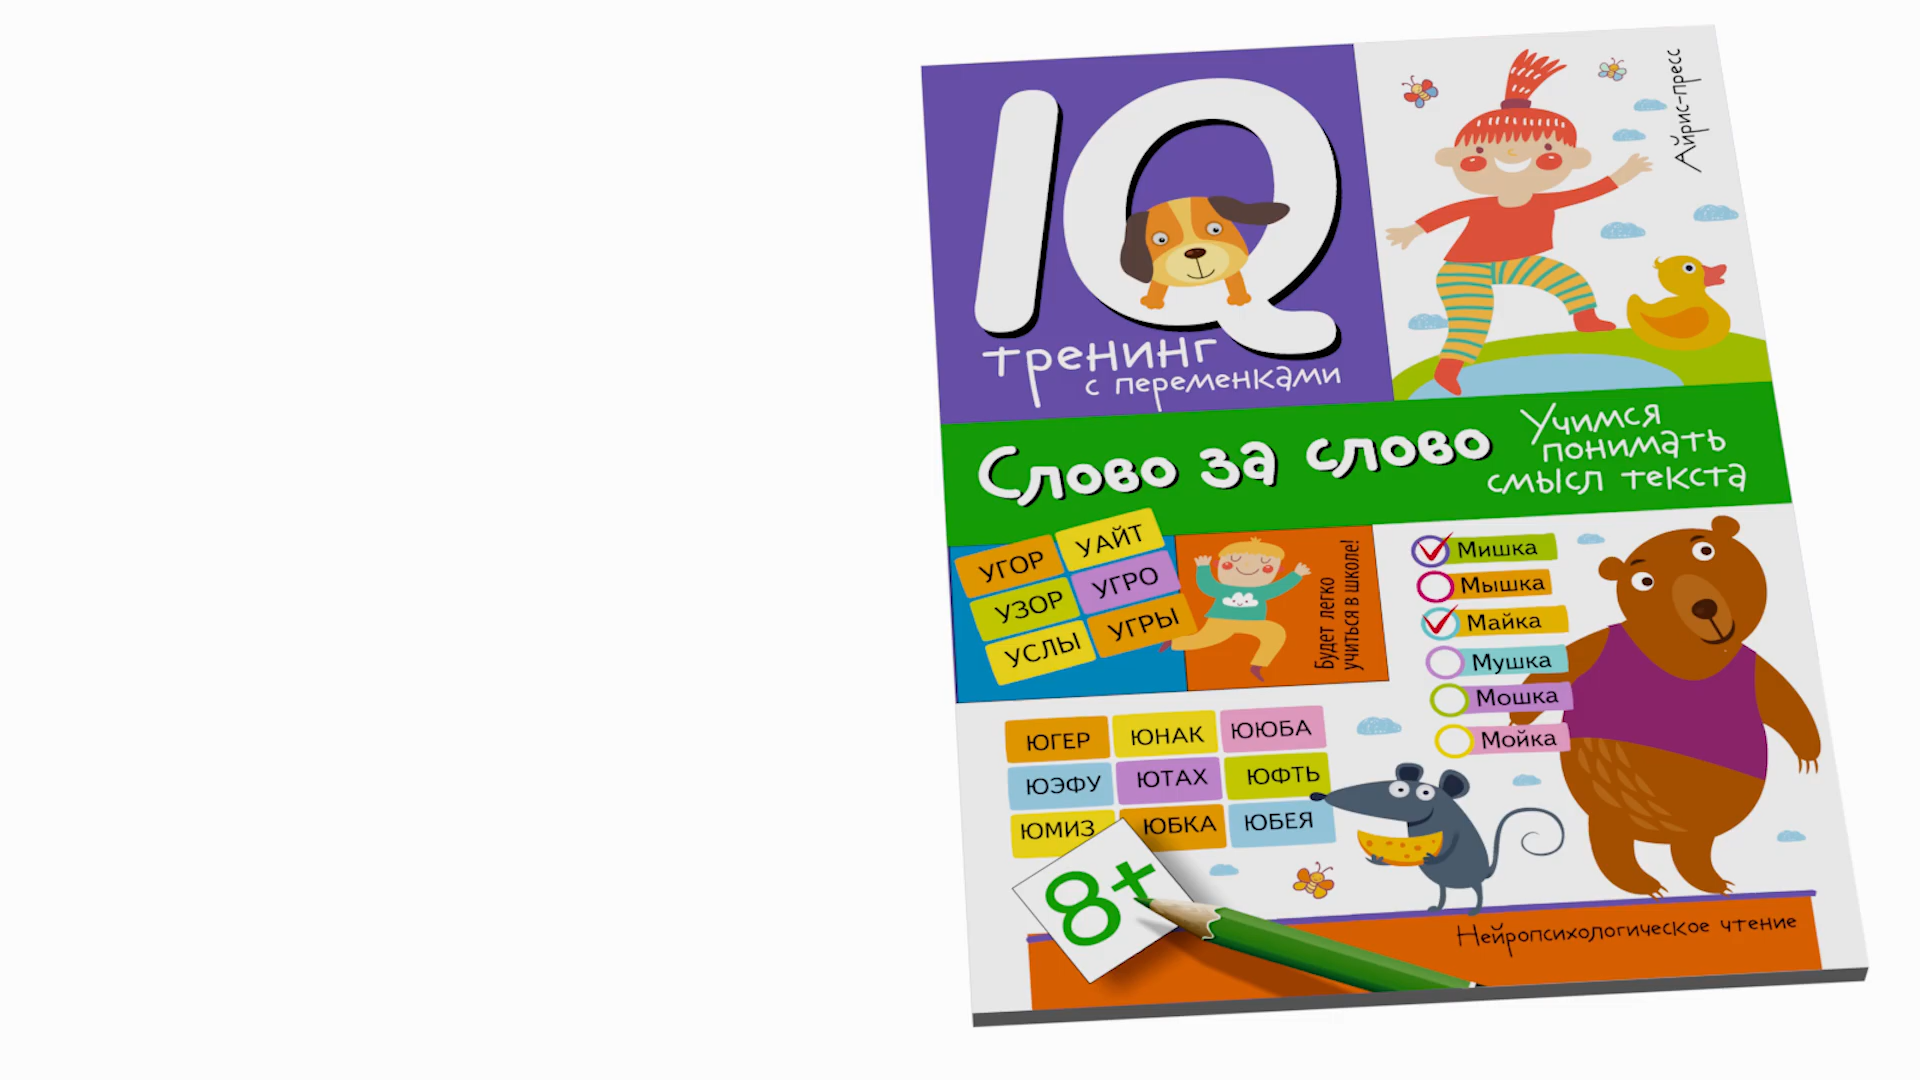 IQ
тренинг
с переменками
Айрис-пресс
Слово за слово
Учимся
понимать
смысл текста
УГОР
УАЙТ
УЗОР
УГРО
УСЛЫ
УГРЫ
Будет легко
учиться в школе!
Мишка
Мышка
Майка
Мушка
Мошка
Мойка
ЮГЕР
ЮНАК
ЮЮБА
ЮЭФУ
ЮТАХ
ЮФТЬ
ЮМИЗ
ЮБКА
ЮБЕЯ
8+
Нейропсихологическое чтение